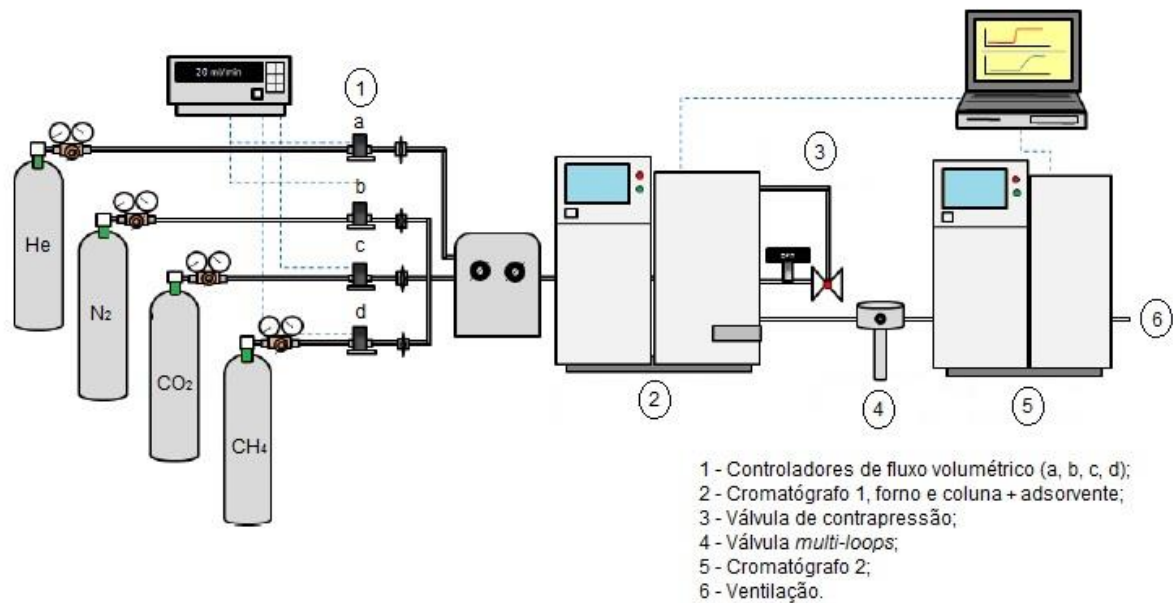 20 ml/min
1
a
b
c
d
He
N2
CO2
CH4
2
3
4
5
6
1 - Controladores de fluxo volumétrico (a, b, c, d);
2 - Cromatógrafo 1, forno e coluna + adsorvente;
3 - Válvula de contrapressão;
4 - Válvula multi-loops;
5 - Cromatógrafo 2;
6 - Ventilação.